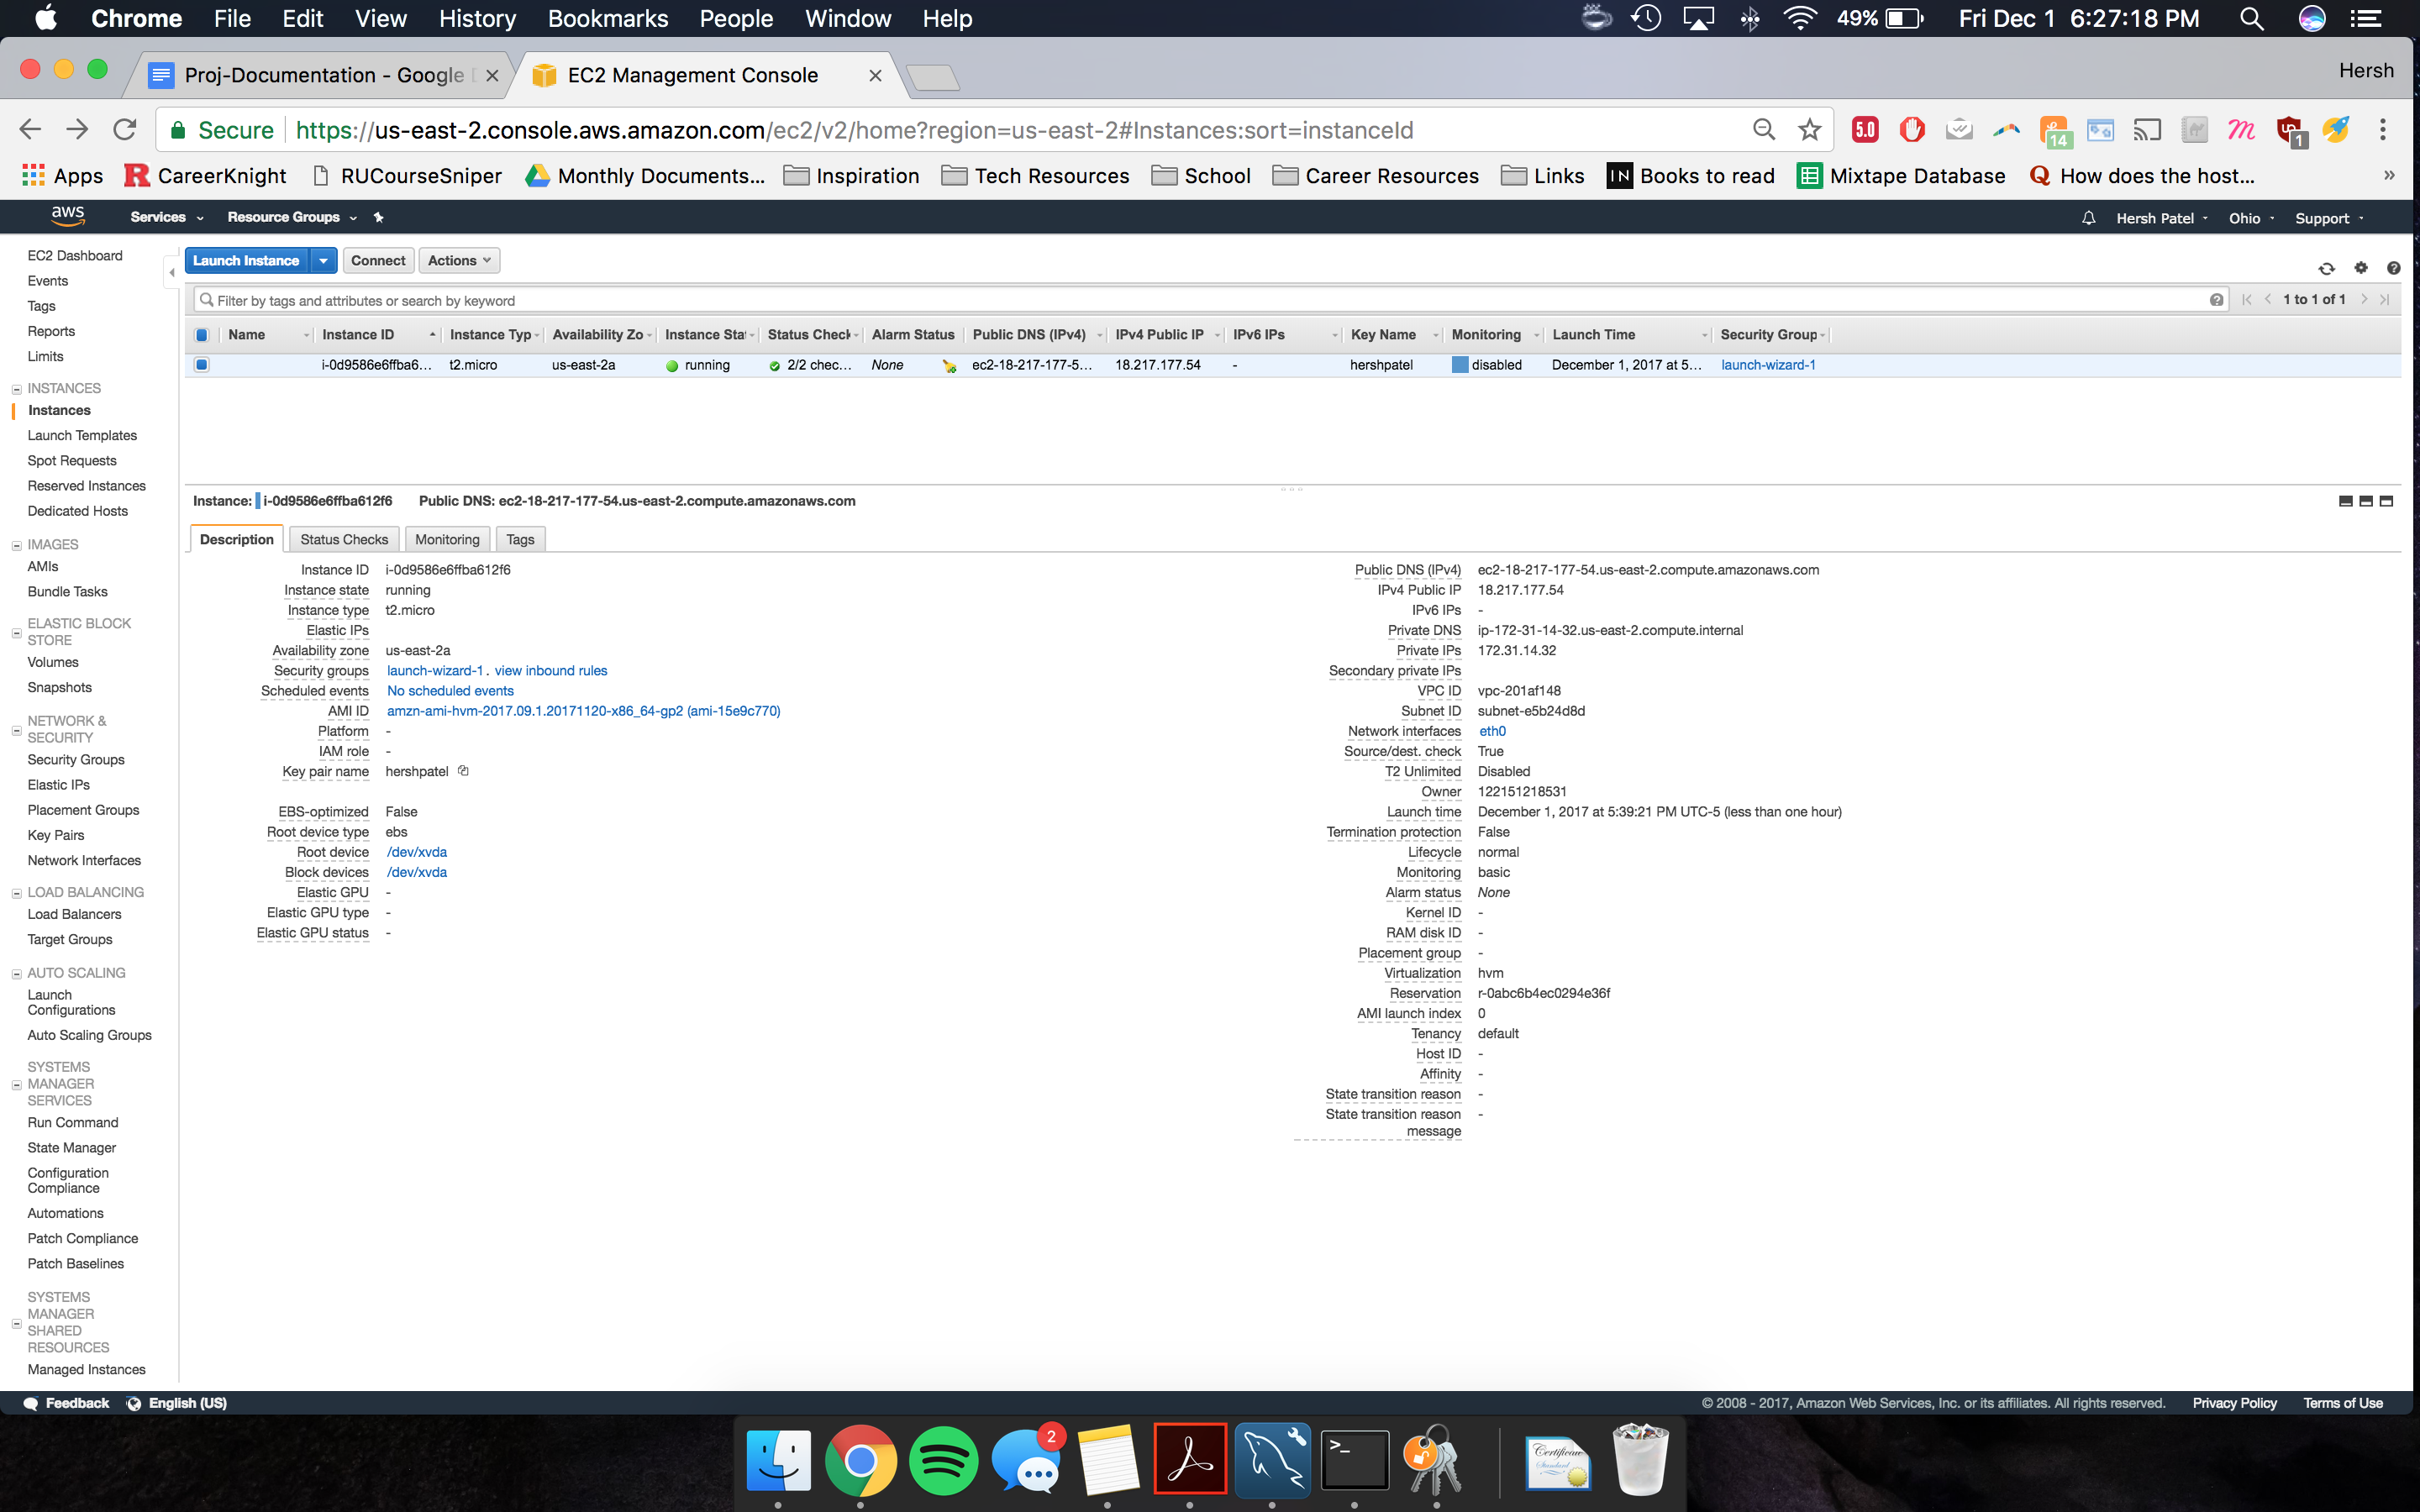 Chrome File Edit View History Bookmarks People Window Help 49% Fri Dec 1 6:27:18 PM
Proj-Documentation - Google × EC2 Management Console × Hersh
Secure https://us-east-2.console.aws.amazon.com/ec2/v2/home?region=us-east-2#Instances:sort=instanceId 5.0 14 1
Apps CareerKnight RUCourseSniper Monthly Documents... Inspiration Tech Resources School Career Resources Links IN Books to read Mixtape Database How does the host... »
aws Services Resource Groups Hersh Patel Ohio Support
EC2 Dashboard
Events
Tags
Reports
Limits
INSTANCES
Instances
Launch Templates
Spot Requests
Reserved Instances
Dedicated Hosts
IMAGES
AMIs
Bundle Tasks
ELASTIC BLOCK
STORE
Volumes
Snapshots
NETWORK &
SECURITY
Security Groups
Elastic IPs
Placement Groups
Key Pairs
Network Interfaces
LOAD BALANCING
Load Balancers
Target Groups
AUTO SCALING
Launch
Configurations
Auto Scaling Groups
SYSTEMS
MANAGER
SERVICES
Run Command
State Manager
Configuration
Compliance
Automations
Patch Compliance
Patch Baselines
SYSTEMS
MANAGER
SHARED
RESOURCES
Managed Instances
Launch Instance Connect Actions
Filter by tags and attributes or search by keyword 1 to 1 of 1
Name Instance ID Instance Typ Availability Zo Instance Stat Status Check Alarm Status Public DNS (IPv4) IPv4 Public IP IPv6 IPs Key Name Monitoring Launch Time Security Group
i-0d9586e6ffba6... t2.micro us-east-2a running 2/2 chec... None ec2-18-217-177-5... 18.217.177.54 - hershpatel disabled December 1, 2017 at 5... launch-wizard-1
Instance: i-0d9586e6ffba612f6 Public DNS: ec2-18-217-177-54.us-east-2.compute.amazonaws.com
Description Status Checks Monitoring Tags
Instance ID i-0d9586e6ffba612f6
Instance state running
Instance type t2.micro
Elastic IPs
Availability zone us-east-2a
Security groups launch-wizard-1. view inbound rules
Scheduled events No scheduled events
AMI ID amzn-ami-hvm-2017.09.1.20171120-x86_64-gp2 (ami-15e9c770)
Platform -
IAM role -
Key pair name hershpatel
EBS-optimized False
Root device type ebs
Root device /dev/xvda
Block devices /dev/xvda
Elastic GPU -
Elastic GPU type -
Elastic GPU status -
Public DNS (IPv4) ec2-18-217-177-54.us-east-2.compute.amazonaws.com
IPv4 Public IP 18.217.177.54
IPv6 IPs -
Private DNS ip-172-31-14-32.us-east-2.compute.internal
Private IPs 172.31.14.32
Secondary private IPs
VPC ID vpc-201af148
Subnet ID subnet-e5b24d8d
Network interfaces eth0
Source/dest. check True
T2 Unlimited Disabled
Owner 122151218531
Launch time December 1, 2017 at 5:39:21 PM UTC-5 (less than one hour)
Termination protection False
Lifecycle normal
Monitoring basic
Alarm status None
Kernel ID -
RAM disk ID -
Placement group -
Virtualization hvm
Reservation r-0abc6b4ec0294e36f
AMI launch index 0
Tenancy default
Host ID -
Affinity -
State transition reason -
State transition reason -
message
Feedback English (US) © 2008 - 2017, Amazon Web Services, Inc. or its affiliates. All rights reserved. Privacy Policy Terms of Use
2
>_
Certificate
Standard